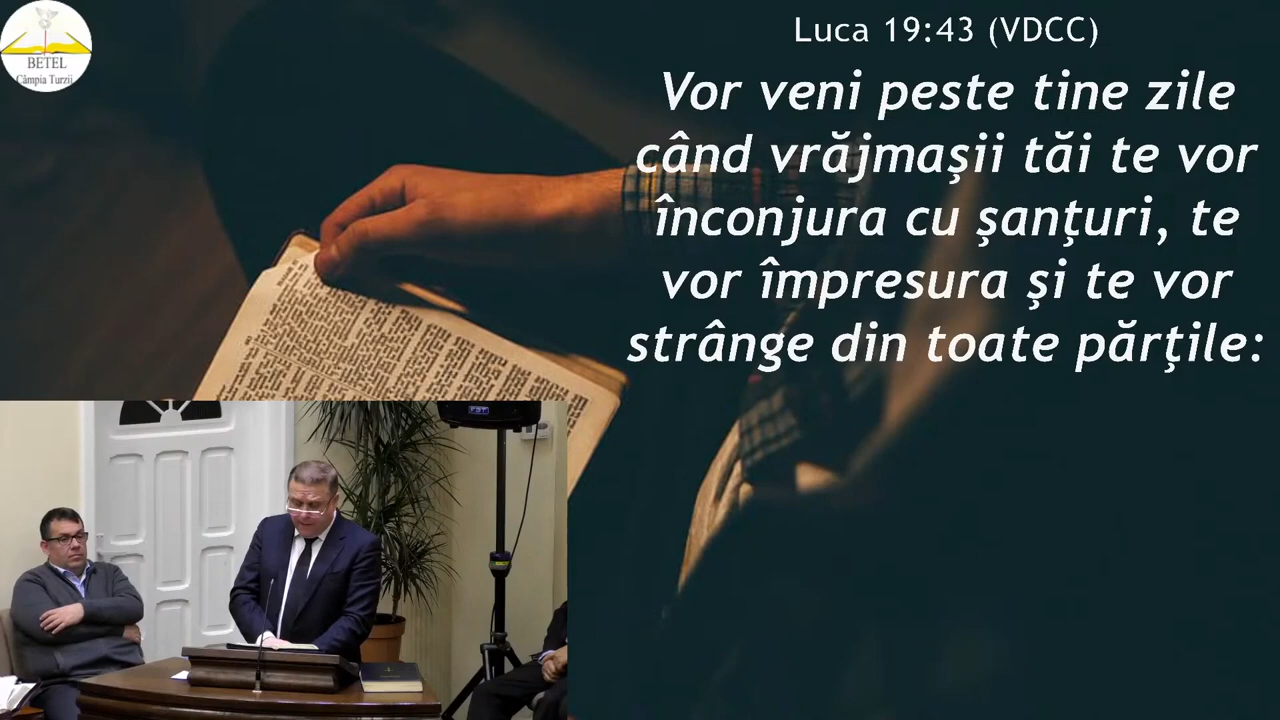 BETEL
Câmpia Turzii
Luca 19:43 (VDCC)
Vor veni peste tine zile
când vrăjmaşii tăi te vor
înconjura cu şanţuri, te
vor împresura şi te vor
strânge din toate părţile: